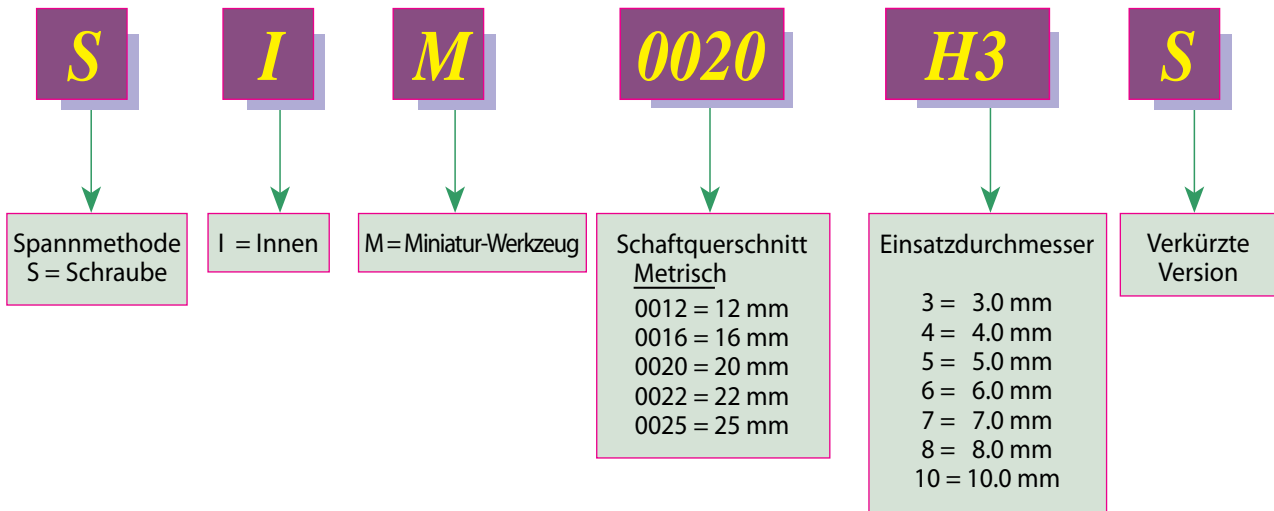 S I M 0020 H3 S
Spannmethode
S = Schraube
I = Innen
M = Miniatur-Werkzeug
Schaftquerschnitt
Metrisch
0012 = 12 mm
0016 = 16 mm
0020 = 20 mm
0022 = 22 mm
0025 = 25 mm
Einsatzdurchmesser
3 = 3.0 mm
4 = 4.0 mm
5 = 5.0 mm
6 = 6.0 mm
7 = 7.0 mm
8 = 8.0 mm
10 = 10.0 mm
Verkürzte
Version